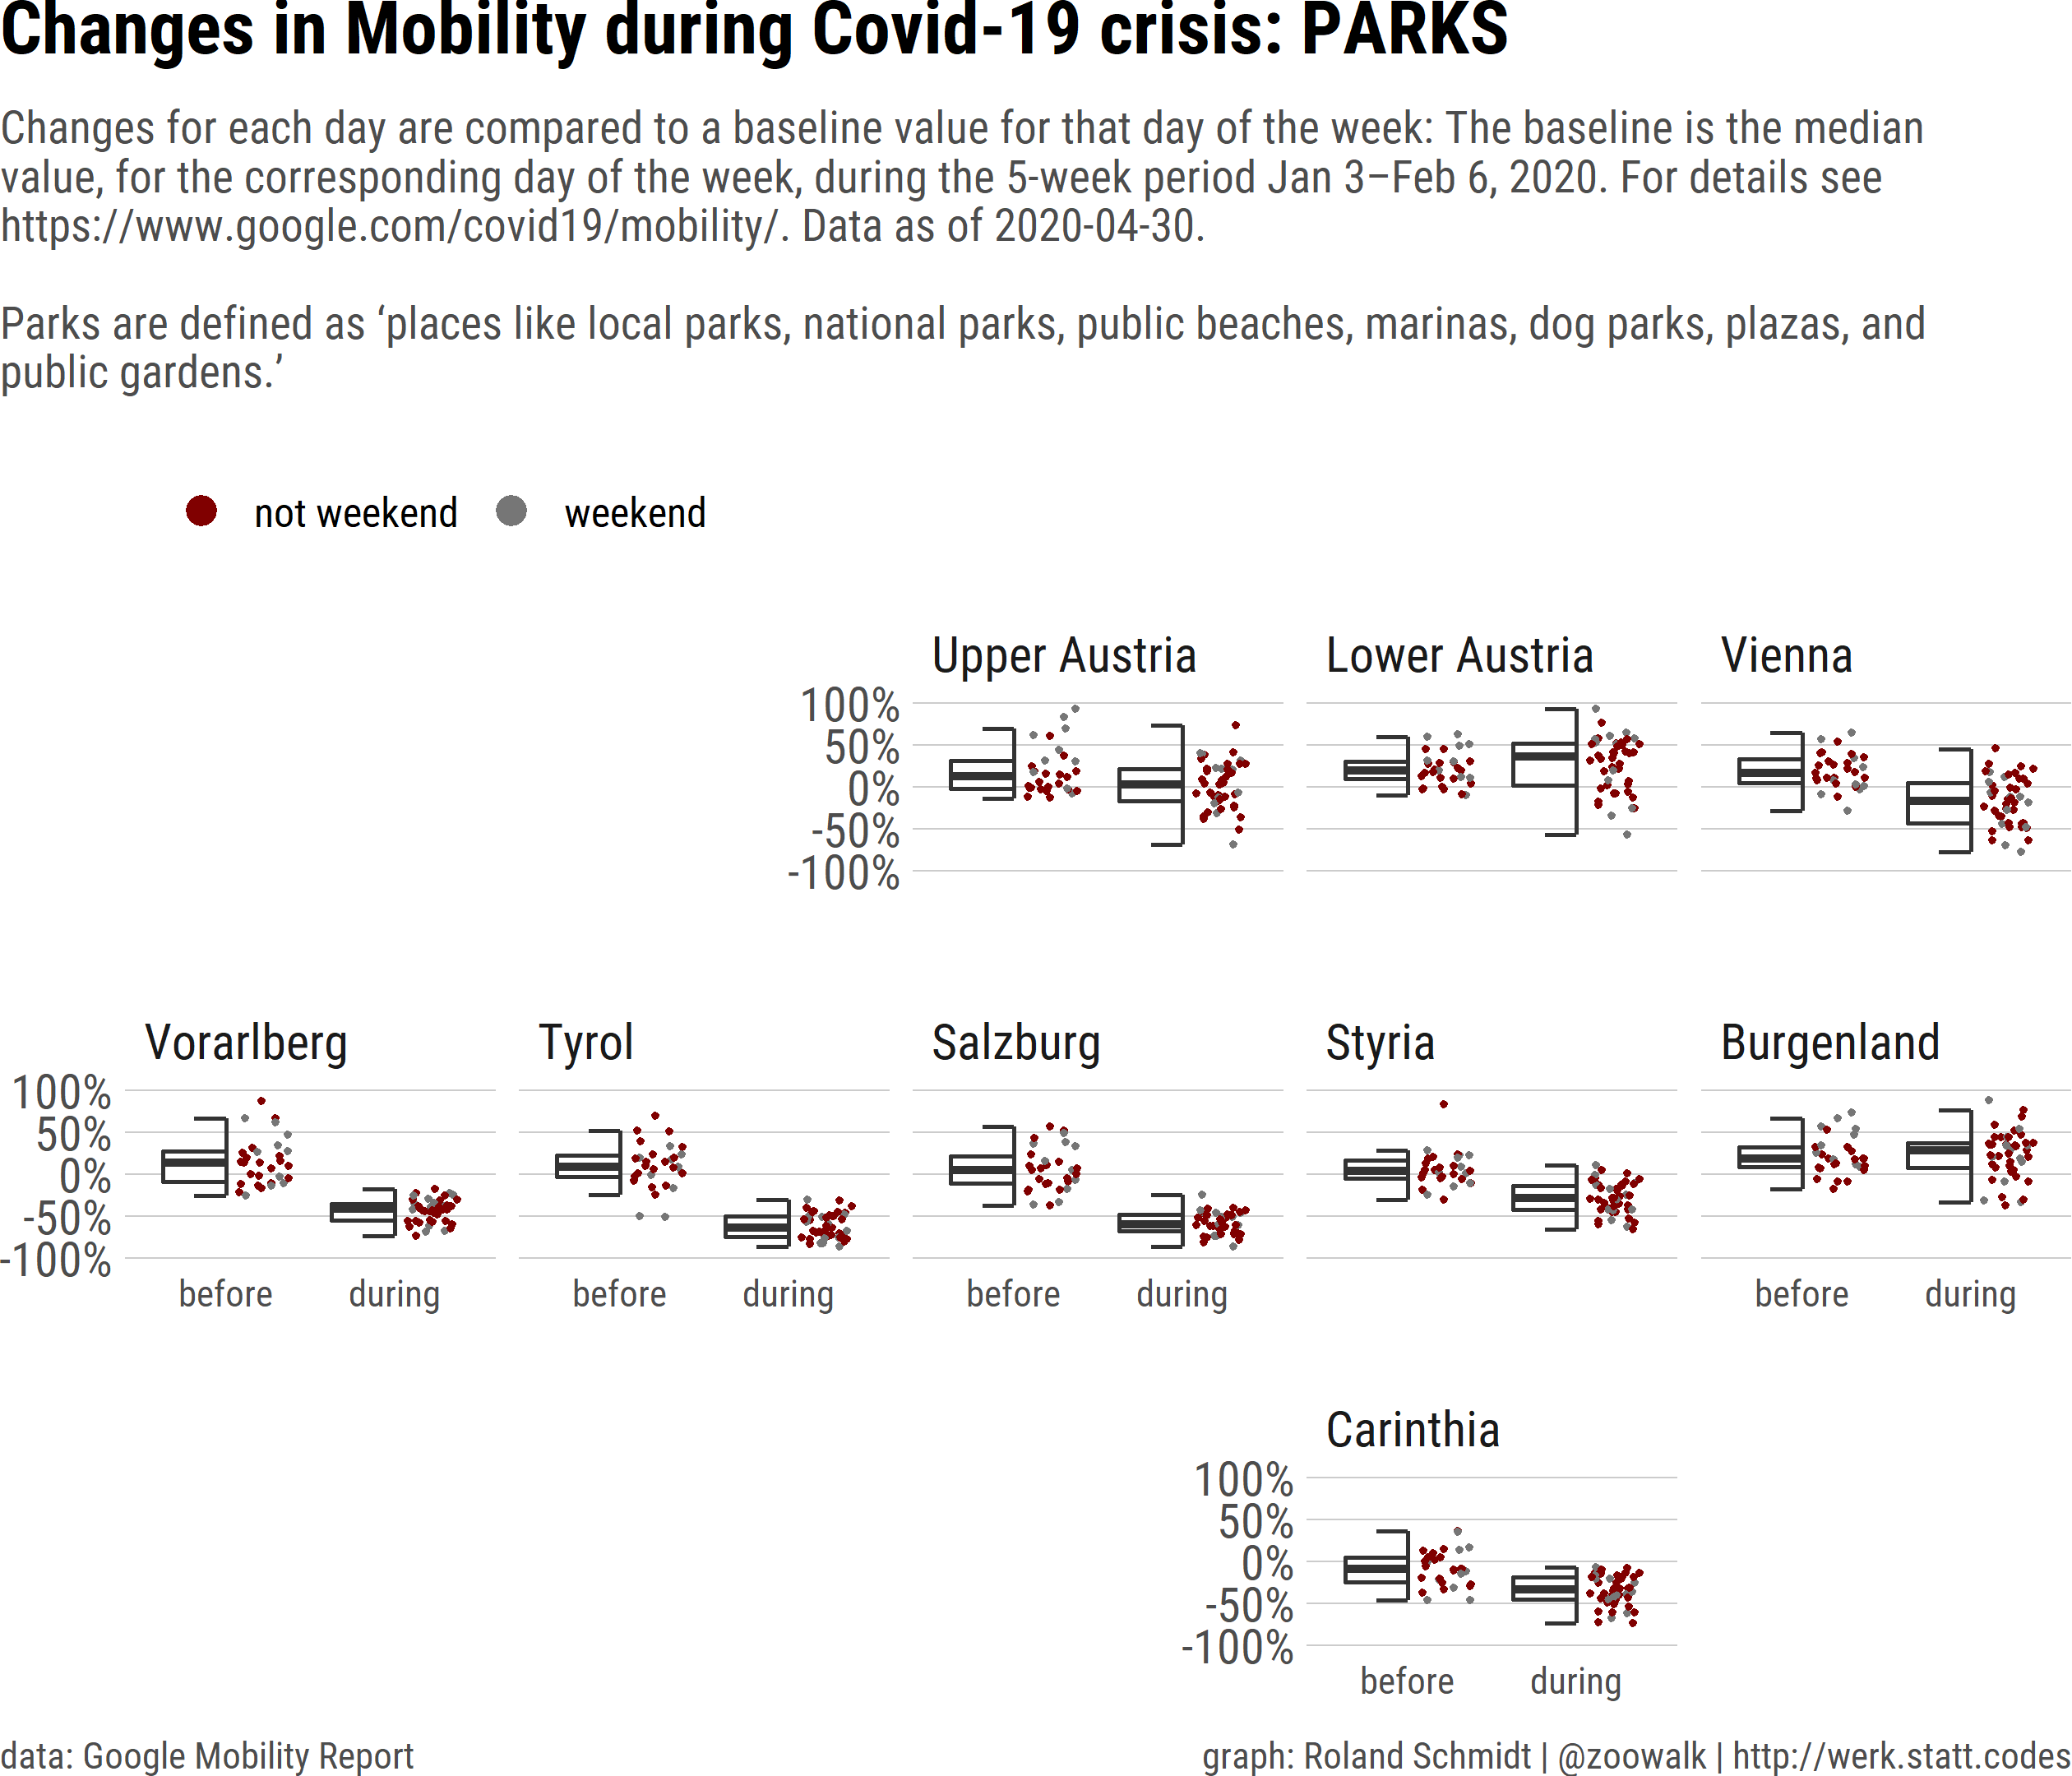 Changes in Mobility during Covid-19 crisis: PARKS
Changes for each day are compared to a baseline value for that day of the week: The baseline is the median
value, for the corresponding day of the week, during the 5-week period Jan 3–Feb 6, 2020. For details see
https://www.google.com/covid19/mobility/. Data as of 2020-04-30.
Parks are defined as ‘places like local parks, national parks, public beaches, marinas, dog parks, plazas, and
public gardens.’
not weekend weekend
Upper Austria Lower Austria Vienna
100%
50%
0%
-50%
-100%
Vorarlberg Tyrol Salzburg Styria Burgenland
100%
50%
0%
-50%
-100%
before during before during before during before during
Carinthia
100%
50%
0%
-50%
-100%
before during
data: Google Mobility Report graph: Roland Schmidt | @zoowalk | http://werk.statt.codes